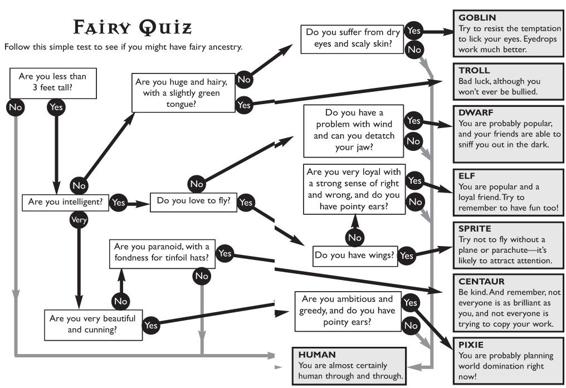 FAIRY QUIZ
Follow this simple test to see if you might have fairy ancestry.
Are you less than
3 feet tall?
No
Yes
Are you huge and hairy,
with a slightly green
tongue?
No
Yes
Do you suffer from dry
eyes and scaly skin?
Yes
No
GOBLIN
Try to resist the temptation
to lick your eyes. Eyedrops
work much better.
TROLL
Bad luck, although you
won't ever be bullied.
Do you have a
problem with wind
and can you detatch
your jaw?
Yes
No
DWARF
You are probably popular,
and your friends are able to
sniff you out in the dark.
Are you intelligent?
No
Yes
Very
Do you love to fly?
No
Yes
Are you very loyal with
a strong sense of right
and wrong, and do you
have pointy ears?
Yes
No
ELF
You are popular and a
loyal friend. Try to
remember to have fun too!
Do you have wings?
No
Yes
SPRITE
Try not to fly without a
plane or parachute—it's
likely to attract attention.
Are you paranoid, with a
fondness for tinfoil hats?
Yes
No
CENTAUR
Be kind. And remember, not
everyone is as brilliant as
you, and not everyone is
trying to copy your work.
Are you very beautiful
and cunning?
No
Yes
Are you ambitious and
greedy, and do you have
pointy ears?
Yes
No
PIXIE
You are probably planning
world domination right
now!
HUMAN
You are almost certainly
human through and through.